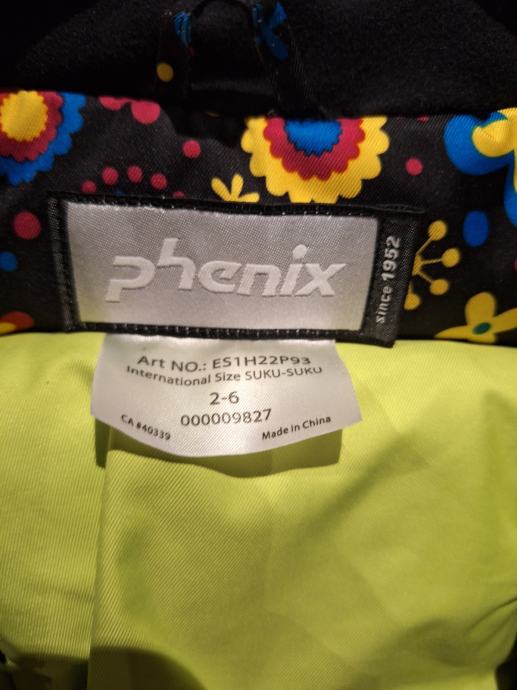 phenix
since 1952
Art NO.: ES1H22P93
International Size SUKU-SUKU
2-6
000009827
CA #40339
Made in China